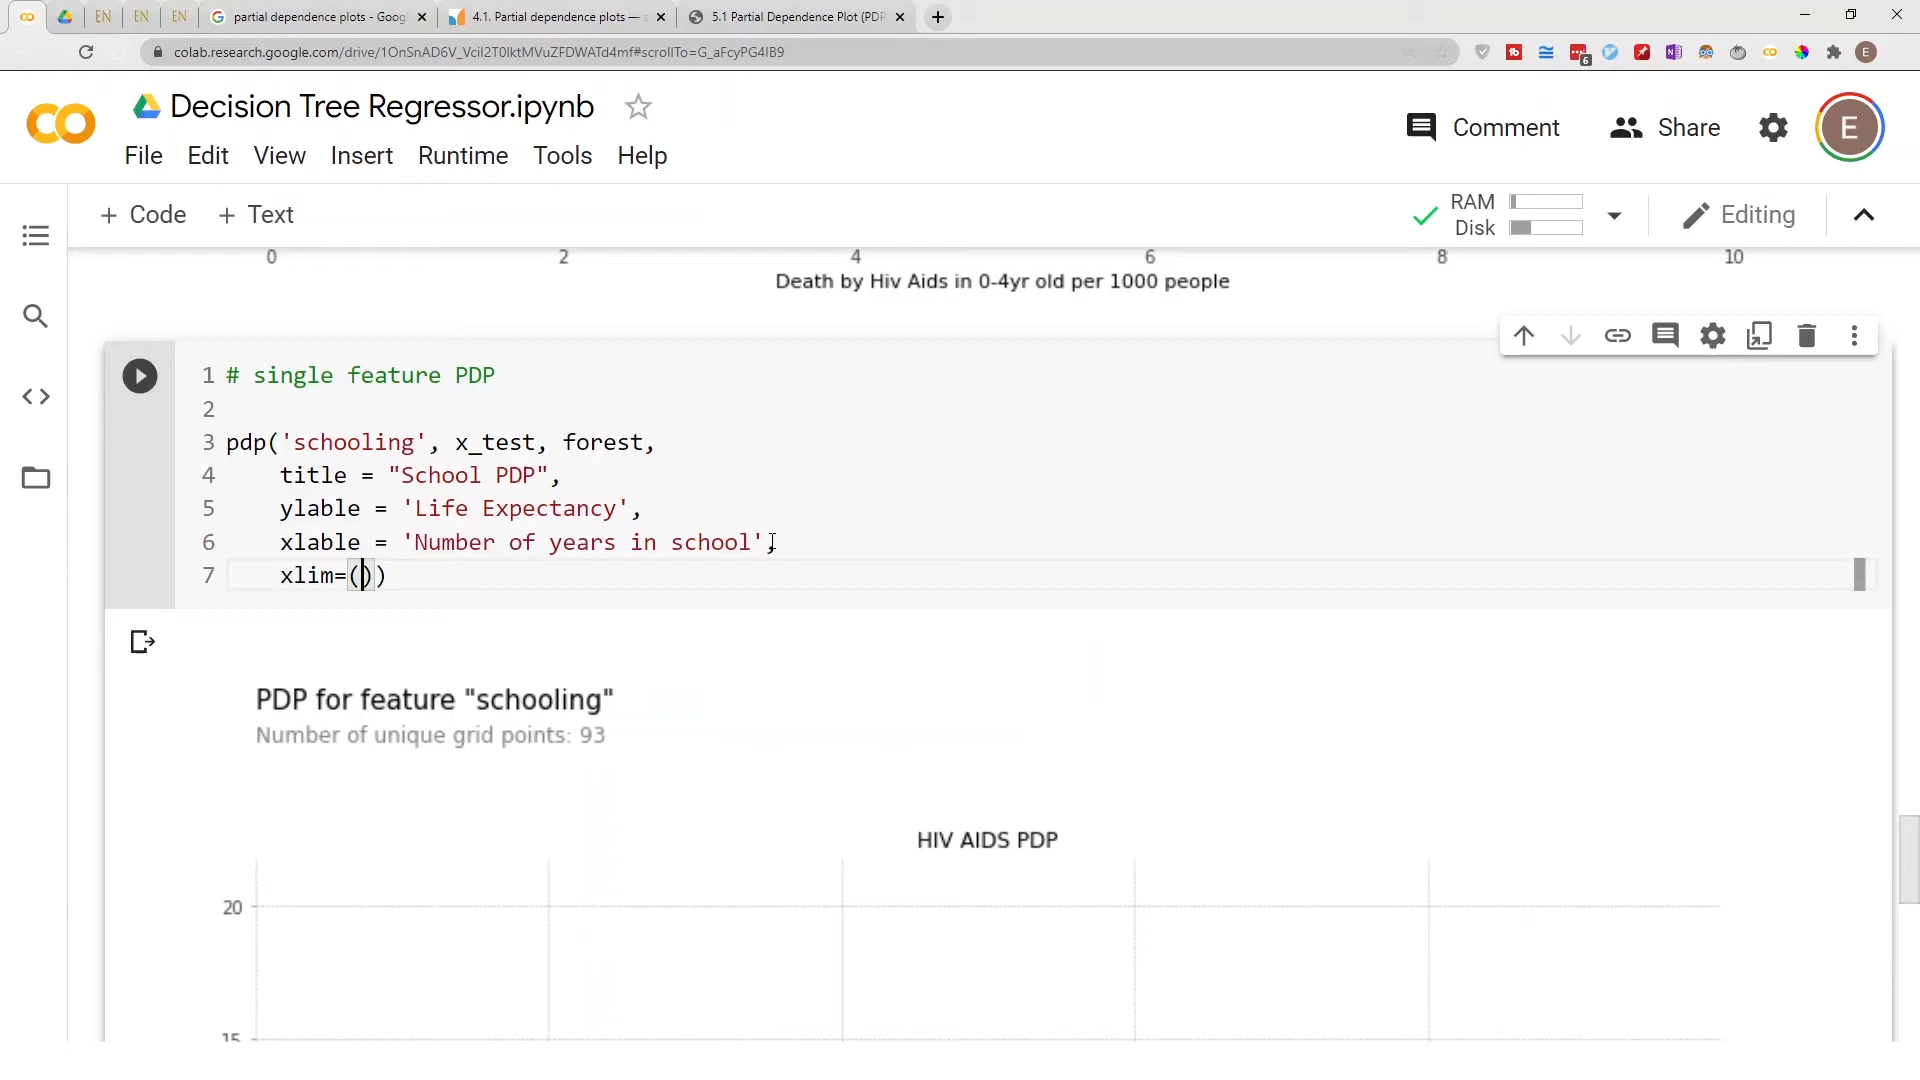 EN
EN
EN
partial dependence plots - Goog
4.1. Partial dependence plots —
5.1 Partial Dependence Plot (PDP
colab.research.google.com/drive/1OnSnAD6V_Vcil2T0lktMVuZFDWATd4mf#scrollTo=G_aFcyPG4lB9
6
E
Decision Tree Regressor.ipynb
Comment
Share
E
File Edit View Insert Runtime Tools Help
+ Code + Text
RAM
Disk
Editing
0 2 4 6 8 10
Death by Hiv Aids in 0-4yr old per 1000 people
1 # single feature PDP
2
3 pdp('schooling', x_test, forest,
4 title = "School PDP",
5 ylable = 'Life Expectancy',
6 xlable = 'Number of years in school',
7 xlim=())
PDP for feature "schooling"
Number of unique grid points: 93
HIV AIDS PDP
20
15